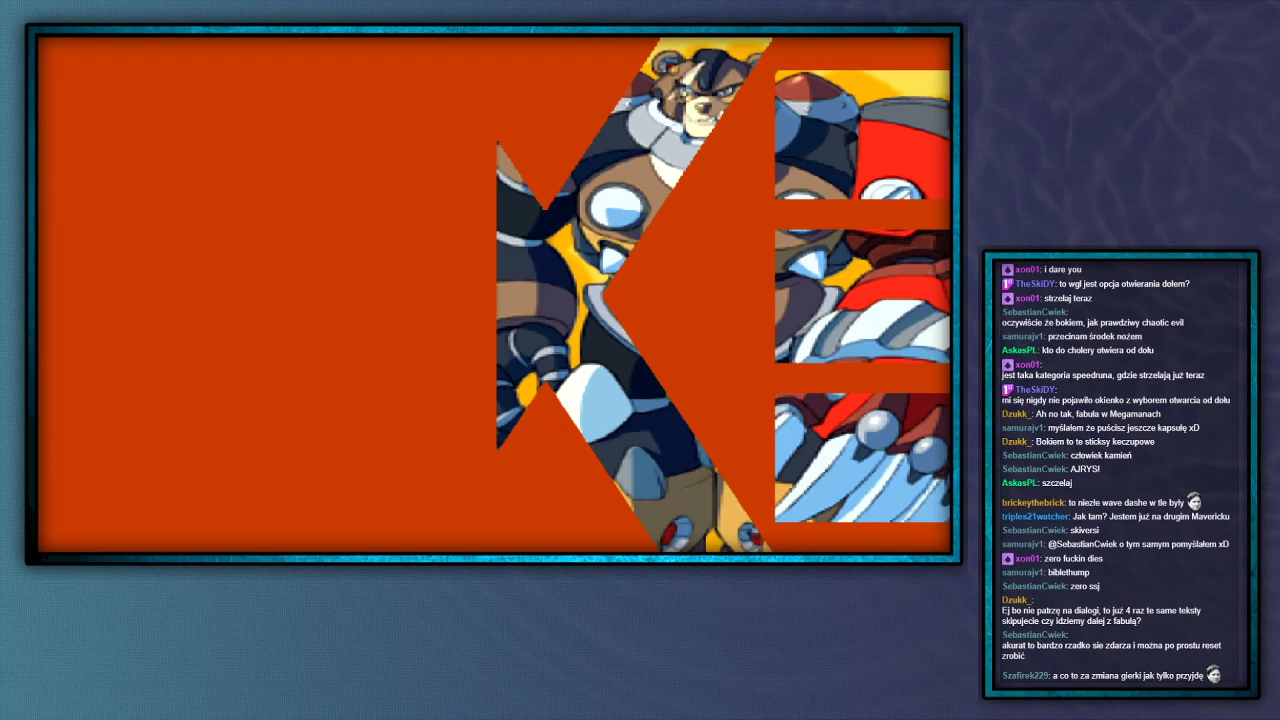 xon01: i dare you
TheSkiDY: to wgl jest opcja otwierania dołem?
xon01: strzelaj teraz
SebastianCwiek:
oczywiście że bokiem, jak prawdziwy chaotic evil
samurajv1: przecinam środek nożem
AskasPL: kto do cholery otwiera od dołu
xon01:
jest taka kategoria speedruna, gdzie strzelają już teraz
TheSkiDY:
mi się nigdy nie pojawiło okienko z wyborem otwarcia od dołu
Dzukk_: Ah no tak, fabuła w Megamanach
samurajv1: myślałem że puścisz jeszcze kapsułę xD
Dzukk_: Bokiem to te sticksy keczupowe
SebastianCwiek: człowiek kamień
SebastianCwiek: AJRYS!
AskasPL: szczelaj
brickeythebrick: to niezłe wave dashe w tle były
triples21watcher: Jak tam? Jestem już na drugim Mavericku
SebastianCwiek: skiversi
samurajv1: @SebastianCwiek o tym samym pomyślałem xD
xon01: zero fuckin dies
samurajv1: biblethump
SebastianCwiek: zero ssj
Dzukk_:
Ej bo nie patrzę na dialogi, to już 4 raz te same teksty
skipujecie czy idziemy dalej z fabułą?
SebastianCwiek:
akurat to bardzo rzadko sie zdarza i można po prostu reset
zrobić
Szafirek229: a co to za zmiana gierki jak tylko przyjdę